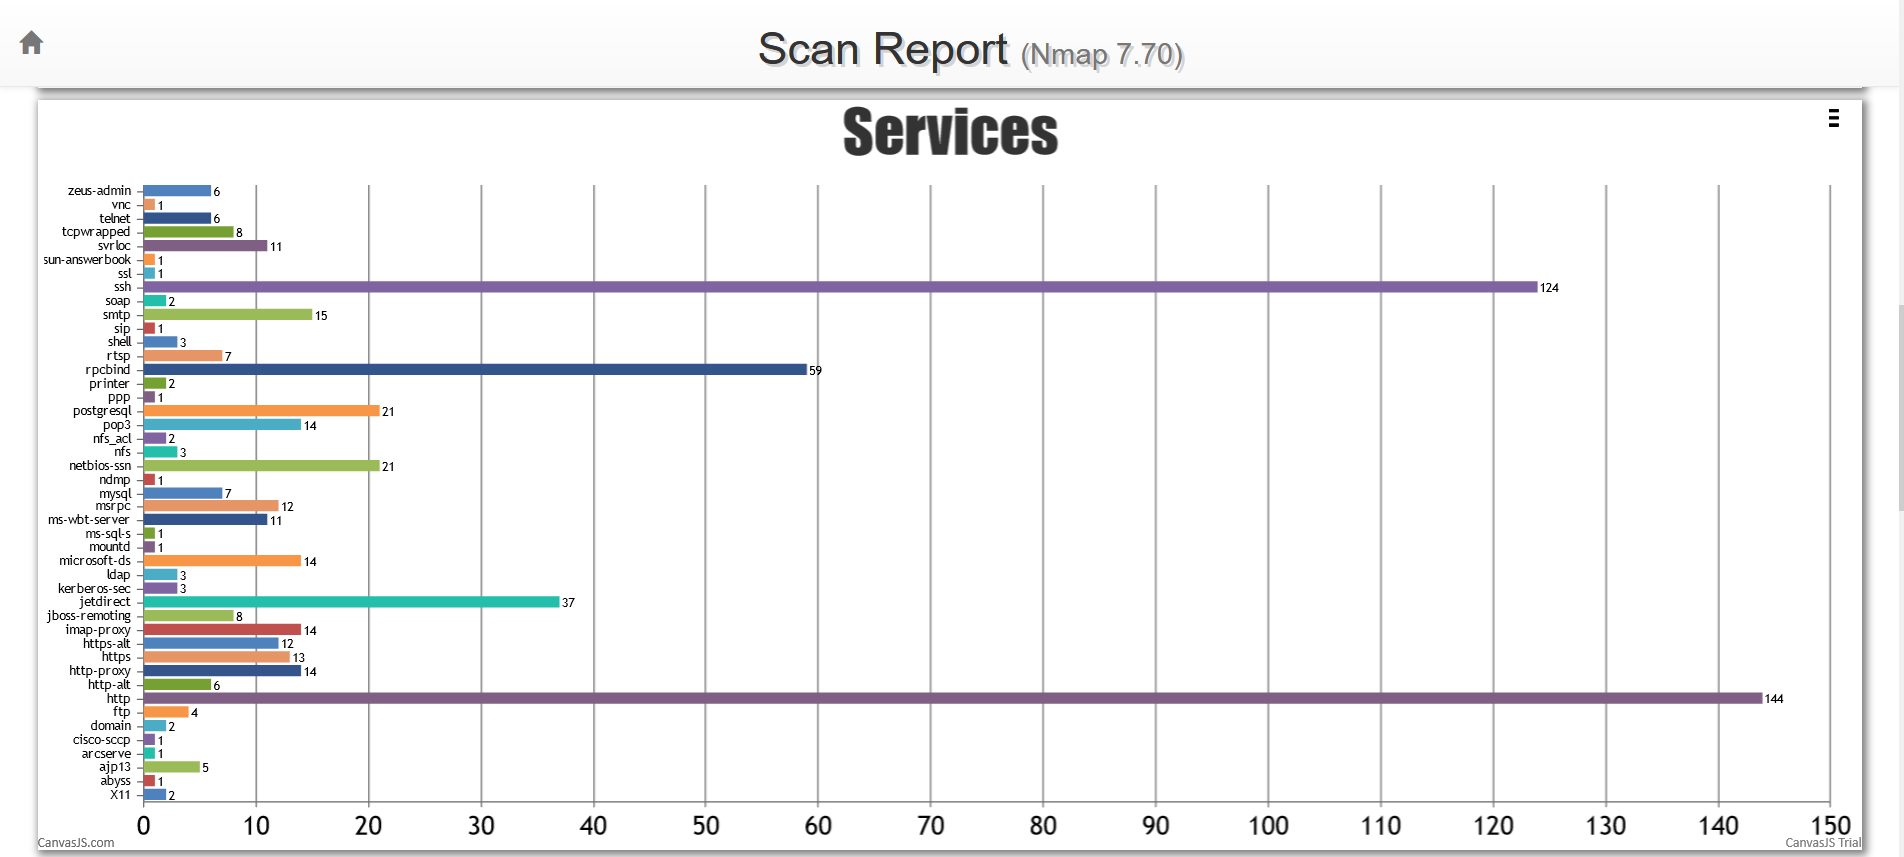 Scan Report (Nmap 7.70)
Services
zeus-admin 6
vnc 1
telnet 6
tcpwrapped 8
svrloc 11
sun-answerbook 1
ssl 1
ssh 124
soap 2
smtp 15
sip 1
shell 3
rtsp 7
rpcbind 59
printer 2
ppp 1
postgresql 21
pop3 14
nfs_acl 2
nfs 3
netbios-ssn 21
ndmp 1
mysql 7
msrpc 12
ms-wbt-server 11
ms-sql-s 1
mountd 1
microsoft-ds 14
ldap 3
kerberos-sec 3
jetdirect 37
jboss-remoting 8
imap-proxy 14
https-alt 12
https 13
http-proxy 14
http-alt 6
http 144
ftp 4
domain 2
cisco-sccp 1
arcserve 1
ajp13 5
abyss 1
X11 2
0 10 20 30 40 50 60 70 80 90 100 110 120 130 140 150
CanvasJS.com CanvasJS Trial